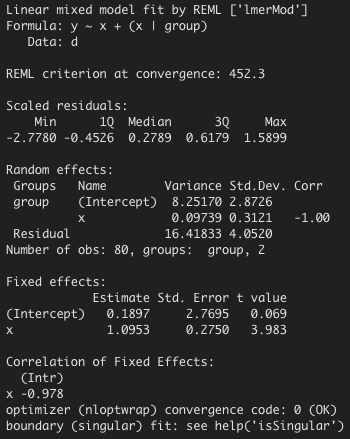 Linear mixed model fit by REML ['lmerMod']
Formula: y ~ x + (x | group)
   Data: d

REML criterion at convergence: 452.3

Scaled residuals:
    Min      1Q  Median      3Q     Max
-2.7780 -0.4526  0.2789  0.6179  1.5899

Random effects:
 Groups   Name        Variance Std.Dev. Corr
 group    (Intercept)  8.25170 2.8726
          x            0.09739 0.3121   -1.00
 Residual             16.41833 4.0520
Number of obs: 80, groups:  group, 2

Fixed effects:
            Estimate Std. Error t value
(Intercept)   0.1897     2.7695   0.069
x             1.0953     0.2750   3.983

Correlation of Fixed Effects:
  (Intr)
x -0.978
optimizer (nloptwrap) convergence code: 0 (OK)
boundary (singular) fit: see help('isSingular')